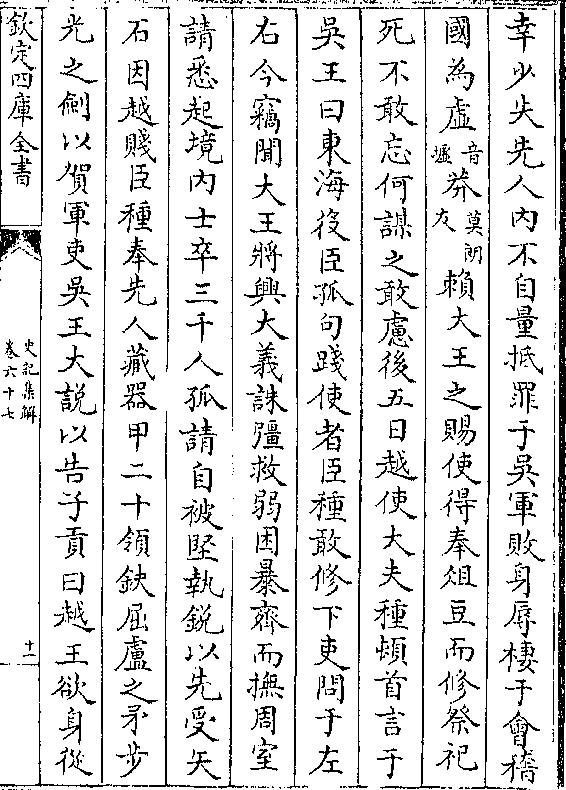 幸少失先人内不自量抵罪于吳軍敗身辱棲于會稽
國為虛音墟莽莫朗反賴大王之賜使得奉俎豆而修祭祀
死不敢忘何謀之敢慮後五日越使大夫種頓首言于
吳王曰東海役臣孤句踐使者臣種敢修下吏問于左
右今竊聞大王將興大義誅彊救弱困暴齊而撫周室
請悉起境内士卒三千人孤請自被堅執鋭以先受矢
石因越賤臣種奉先人藏器甲二十領鈇屈盧之矛步
光之劍以賀軍吏吳王大説以告子貢曰越王欲身從
欽定四庫全書
史記集解
卷六十七
十一